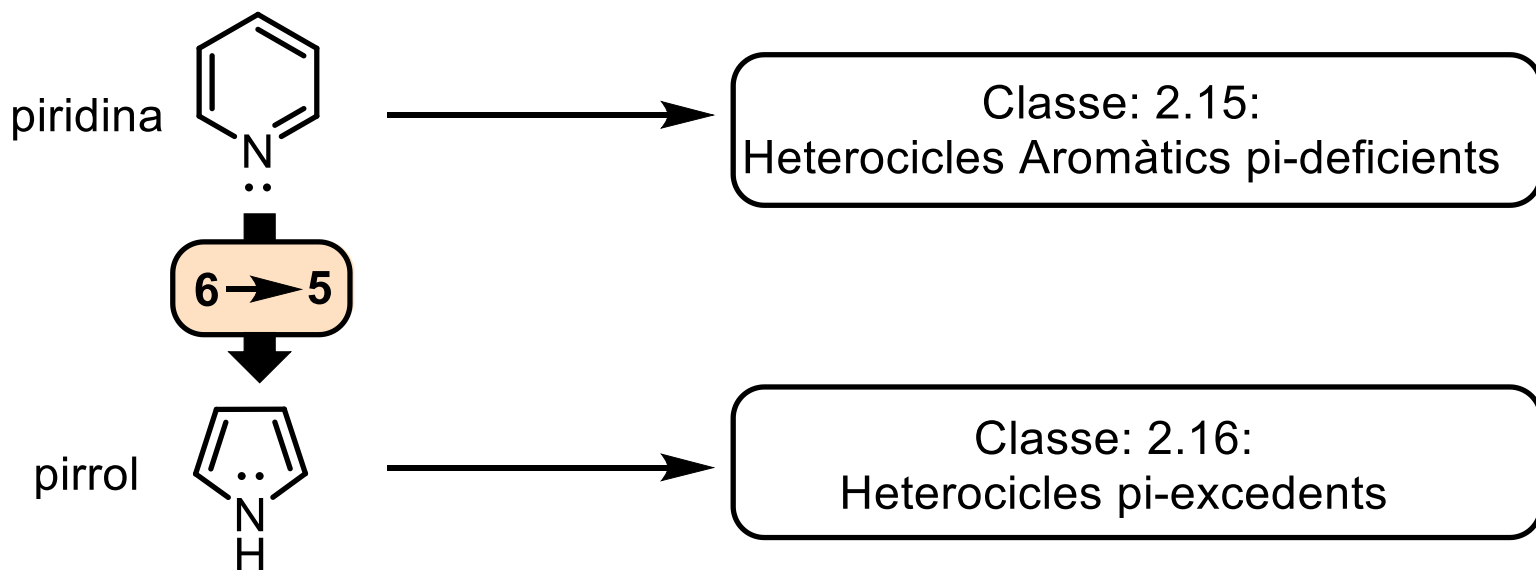 piridina
N
Classe: 2.15:
Heterocicles Aromàtics pi-deficients
6 → 5
pirrol
N
H
Classe: 2.16:
Heterocicles pi-excedents